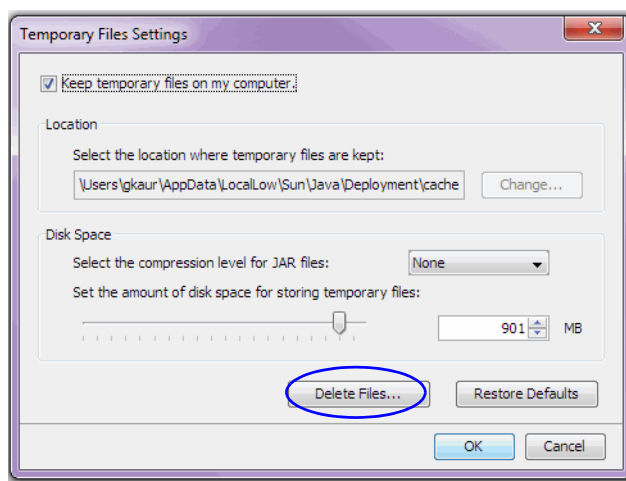 Temporary Files Settings
Keep temporary files on my computer.
Location
Select the location where temporary files are kept:
\Users\gkaur\AppData\LocalLow\Sun\Java\Deployment\cache Change...
Disk Space
Select the compression level for JAR files: None
Set the amount of disk space for storing temporary files:
901 MB
Delete Files... Restore Defaults
OK Cancel